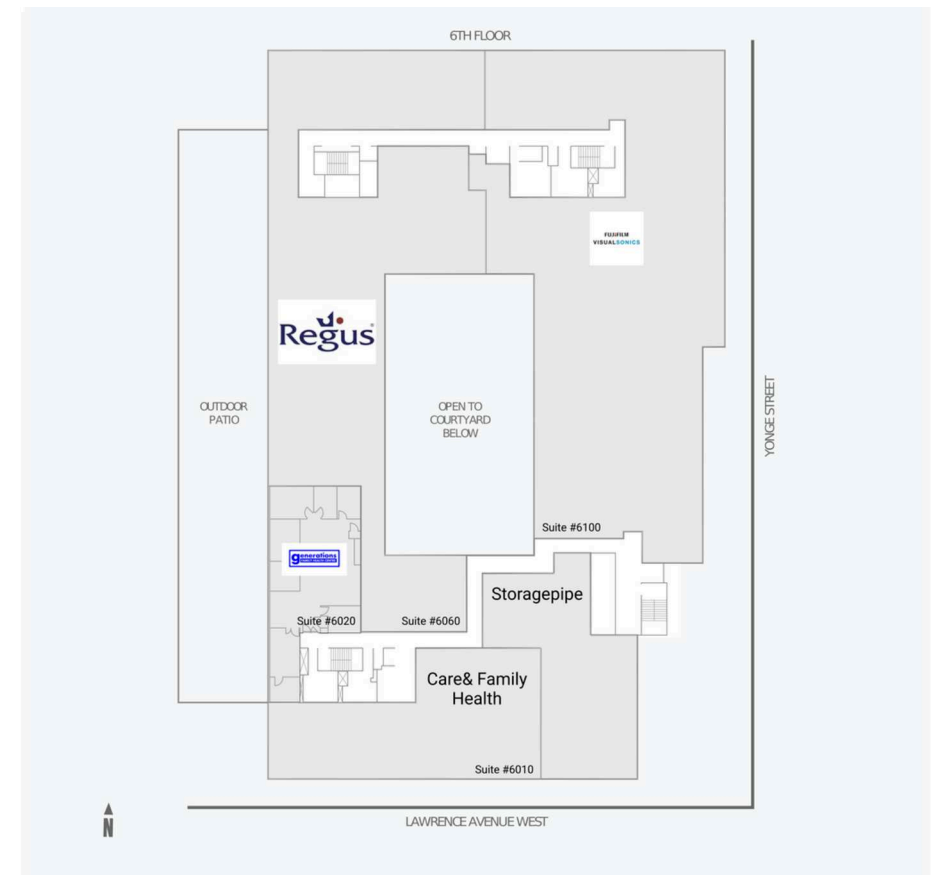 6TH FLOOR
FUJIFILM
VISUALSONICS
Regus
OUTDOOR
PATIO
OPEN TO
COURTYARD
BELOW
YONGE STREET
Suite #6100
generations
Storagepipe
Suite #6020
Suite #6060
Care& Family
Health
Suite #6010
N
LAWRENCE AVENUE WEST